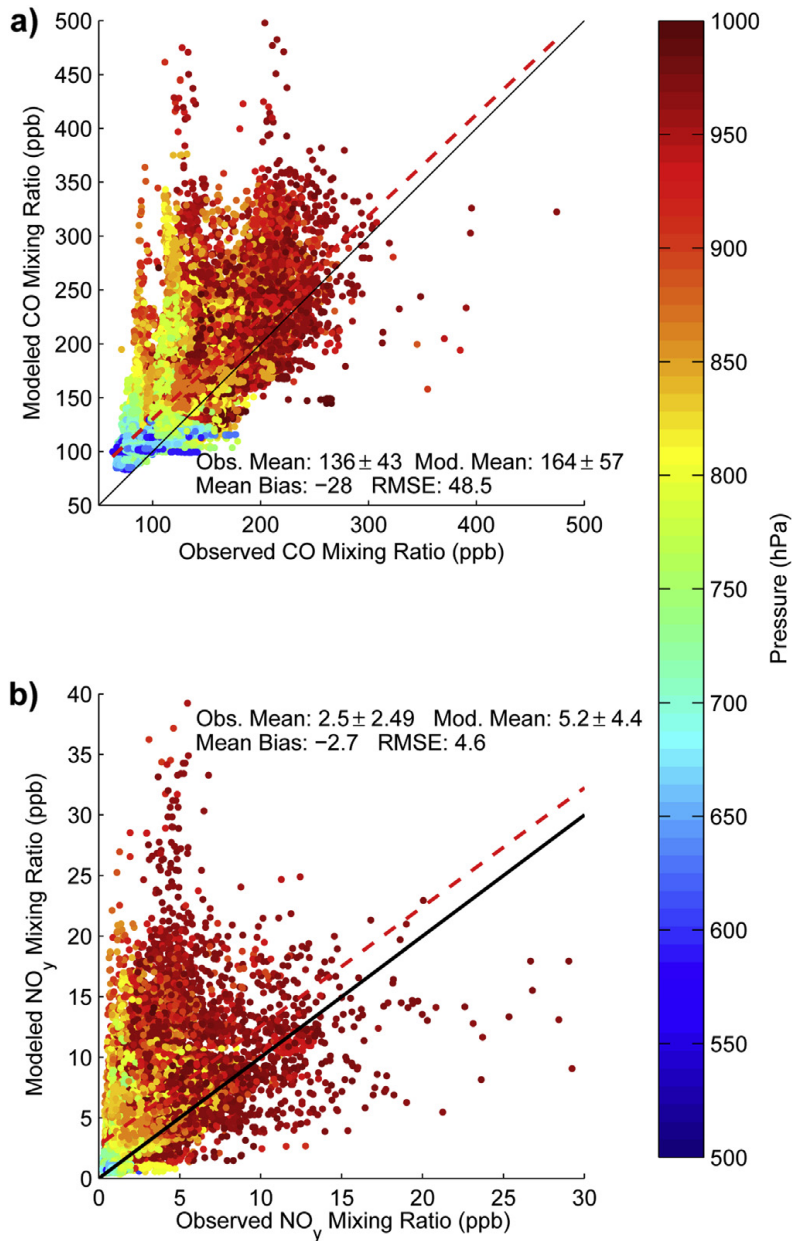 a)
500
450
400
350
300
250
200
150
100
50
Modeled CO Mixing Ratio (ppb)
Obs. Mean: 136 ± 43 Mod. Mean: 164 ± 57
Mean Bias: −28 RMSE: 48.5
100 200 300 400 500
Observed CO Mixing Ratio (ppb)
b)
40
35
30
25
20
15
10
5
0
Modeled NOy Mixing Ratio (ppb)
Obs. Mean: 2.5 ± 2.49 Mod. Mean: 5.2 ± 4.4
Mean Bias: −2.7 RMSE: 4.6
0 5 10 15 20 25 30
Observed NOy Mixing Ratio (ppb)
1000
950
900
850
800
750
700
650
600
550
500
Pressure (hPa)